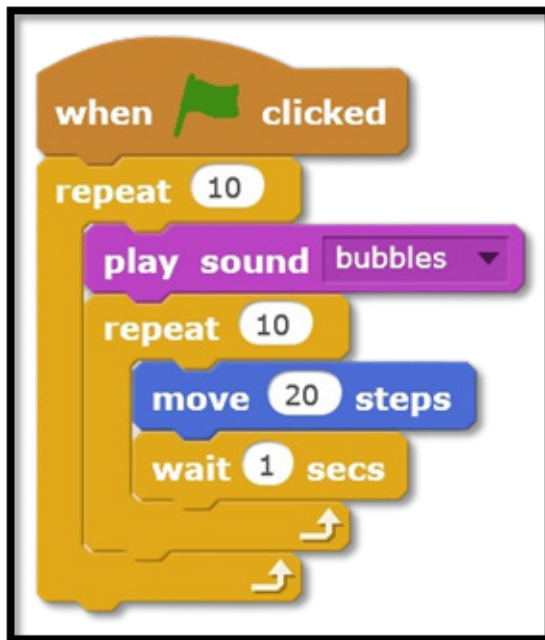 when clicked
repeat 10
play sound bubbles
repeat 10
move 20 steps
wait 1 secs